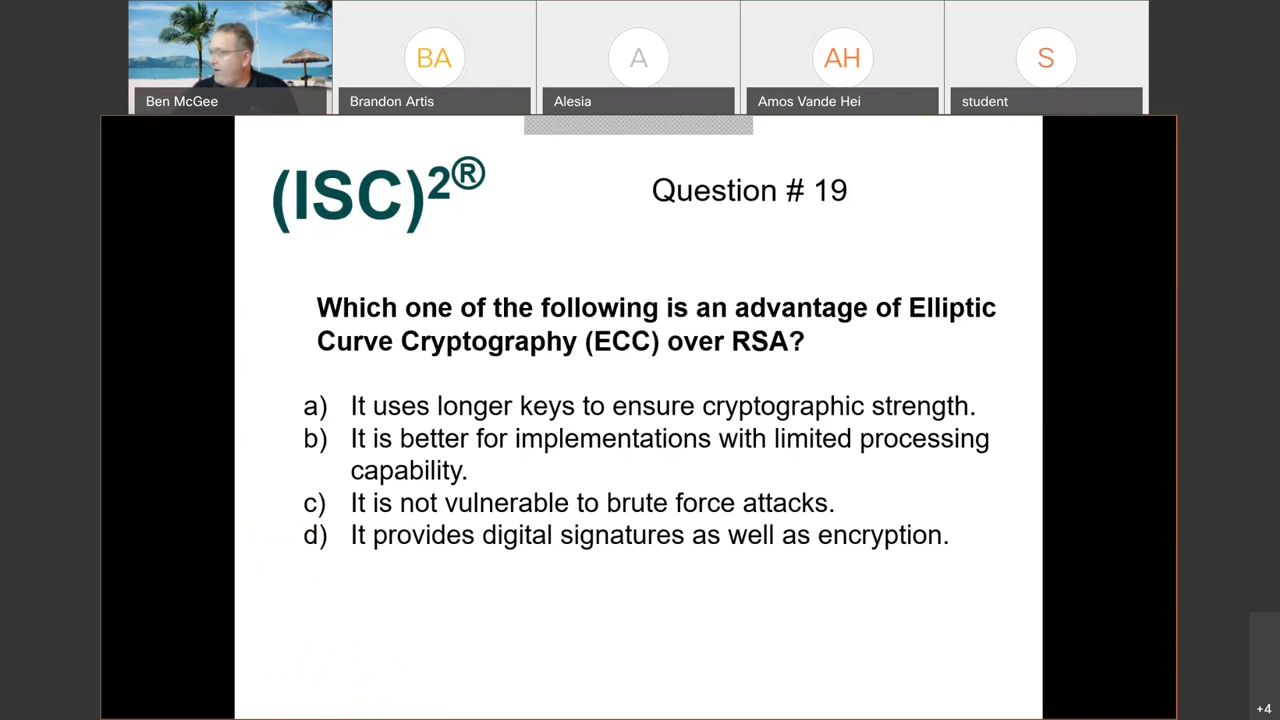 BA
A
AH
S
Ben McGee
Brandon Artis
Alesia
Amos Vande Hei
student
(ISC)²®
Question # 19
Which one of the following is an advantage of Elliptic
Curve Cryptography (ECC) over RSA?
a) It uses longer keys to ensure cryptographic strength.
b) It is better for implementations with limited processing
capability.
c) It is not vulnerable to brute force attacks.
d) It provides digital signatures as well as encryption.
+4